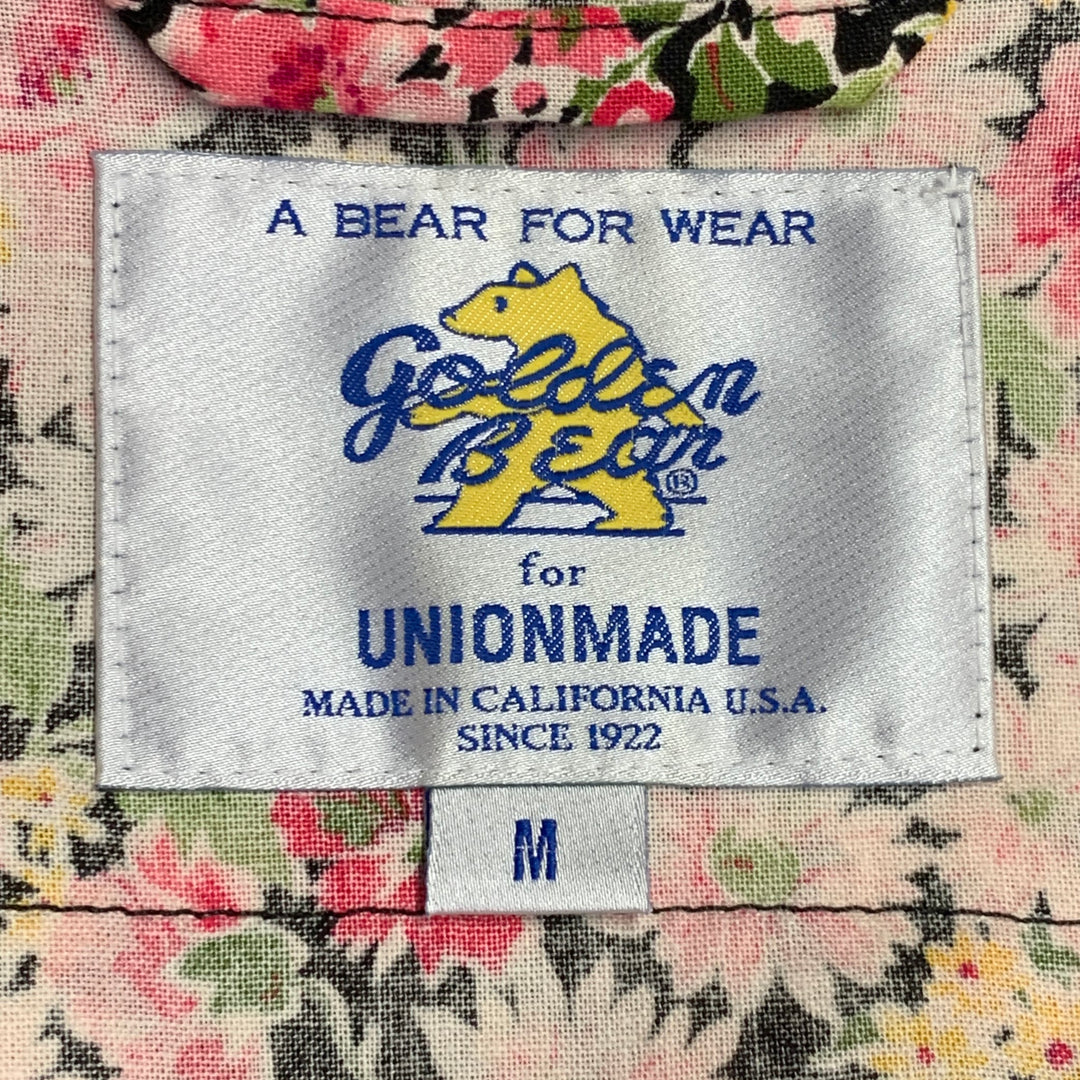 A BEAR FOR WEAR
Golden
Bear ®
for
UNIONMADE
MADE IN CALIFORNIA U.S.A.
SINCE 1922
M